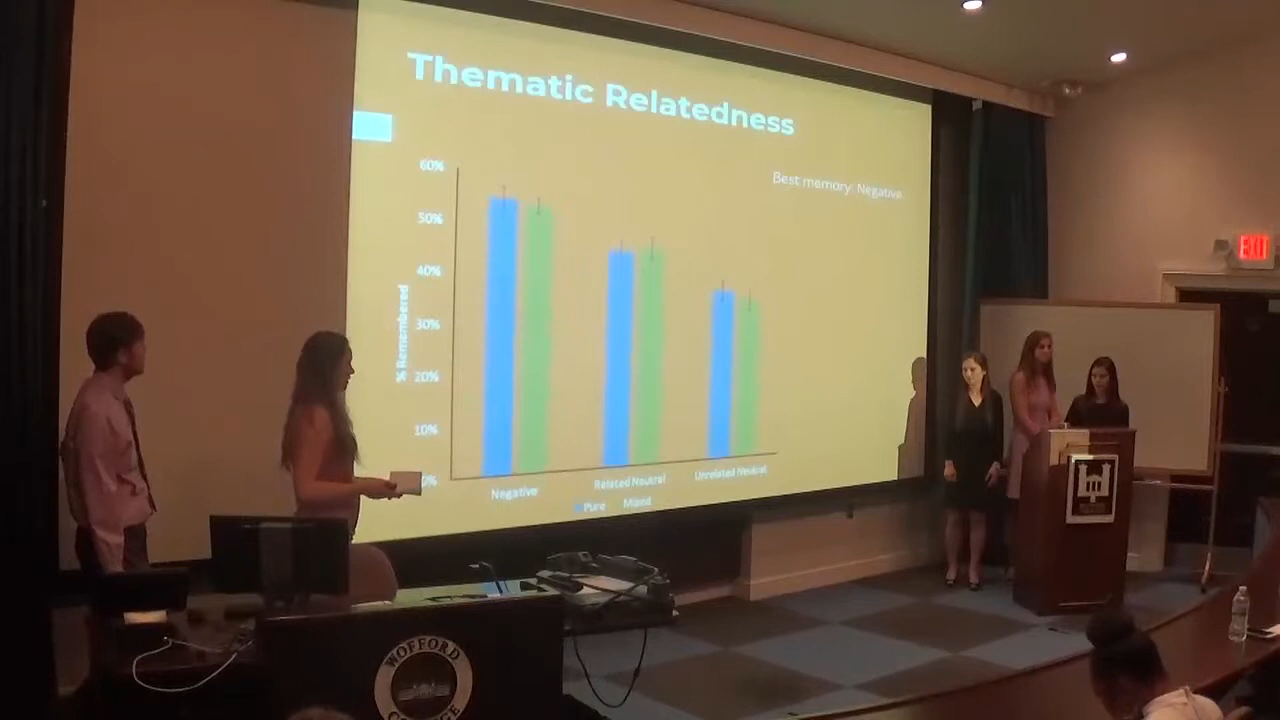 Thematic Relatedness
60%
Best memory: Negative
50%
40%
% Remembered
30%
20%
10%
0%
Negative
Related Neutral
Unrelated Neutral
Pure
Mixed
EXIT
WOFFORD